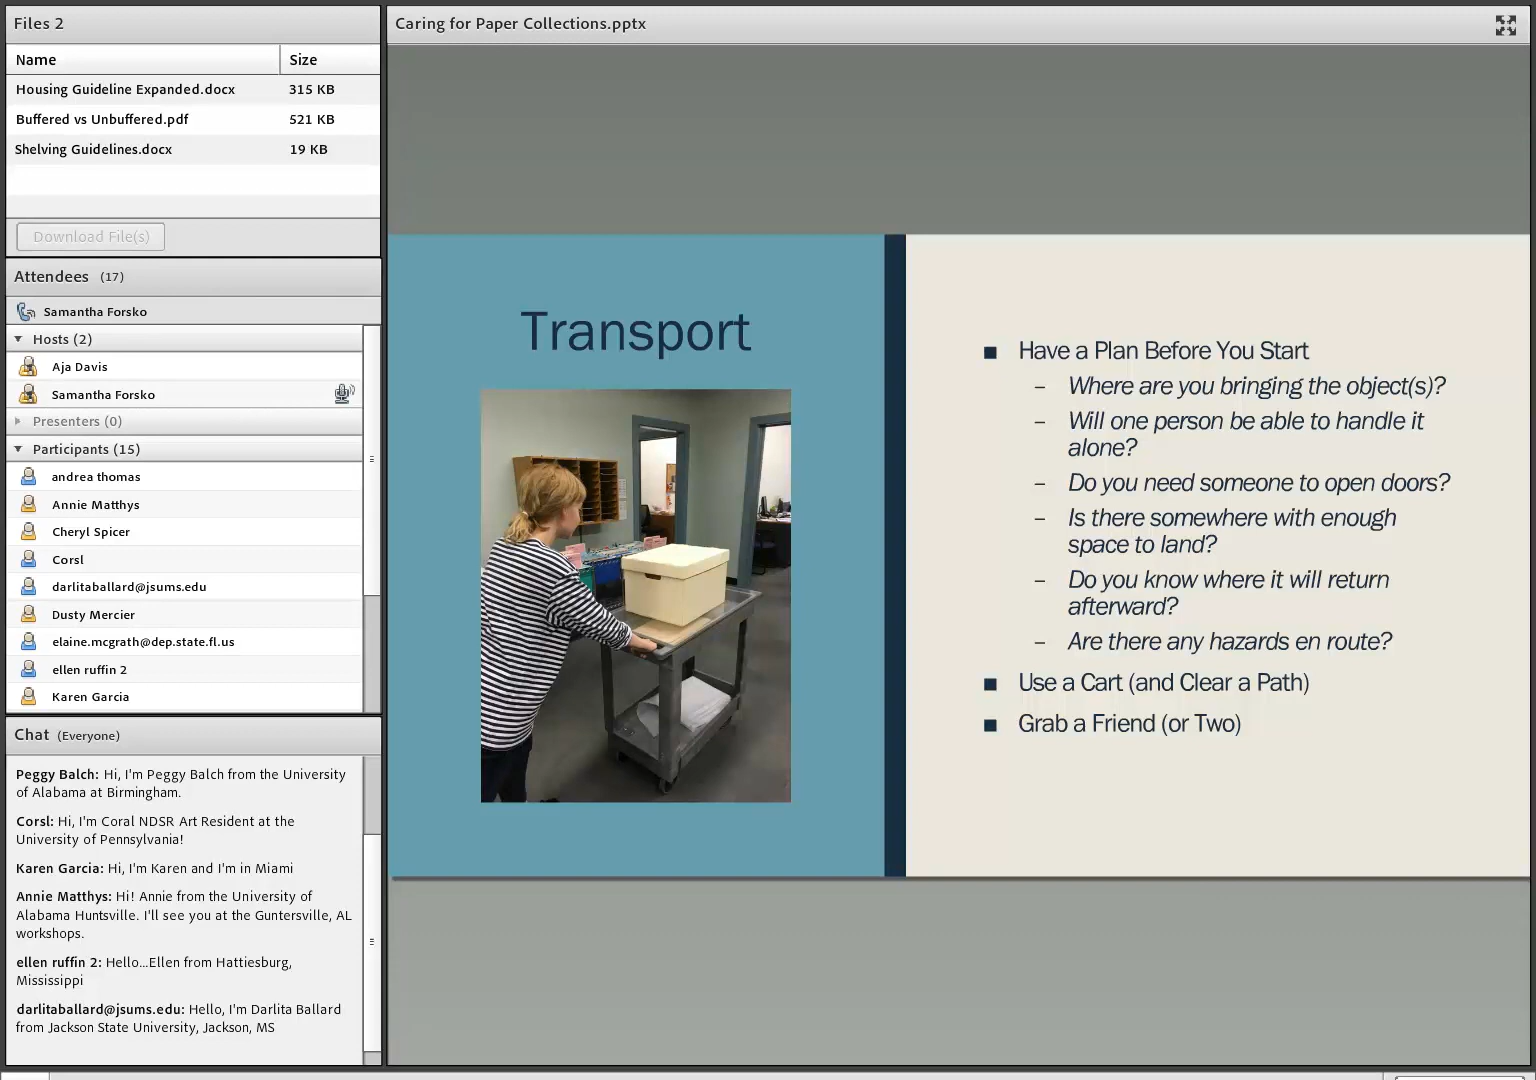 Files 2
Name Size
Housing Guideline Expanded.docx 315 KB
Buffered vs Unbuffered.pdf 521 KB
Shelving Guidelines.docx 19 KB
Download File(s)
Attendees (17)
Samantha Forsko
Hosts (2)
Aja Davis
Samantha Forsko
Presenters (0)
Participants (15)
andrea thomas
Annie Matthys
Cheryl Spicer
Corsl
darlitaballard@jsums.edu
Dusty Mercier
elaine.mcgrath@dep.state.fl.us
ellen ruffin 2
Karen Garcia
Chat (Everyone)
Peggy Balch: Hi, I'm Peggy Balch from the University
of Alabama at Birmingham.
Corsl: Hi, I'm Coral NDSR Art Resident at the
University of Pennsylvania!
Karen Garcia: Hi, I'm Karen and I'm in Miami
Annie Matthys: Hi! Annie from the University of
Alabama Huntsville. I'll see you at the Guntersville, AL
workshops.
ellen ruffin 2: Hello...Ellen from Hattiesburg,
Mississippi
darlitaballard@jsums.edu: Hello, I'm Darlita Ballard
from Jackson State University, Jackson, MS
Caring for Paper Collections.pptx
Transport
■ Have a Plan Before You Start
– Where are you bringing the object(s)?
– Will one person be able to handle it
alone?
– Do you need someone to open doors?
– Is there somewhere with enough
space to land?
– Do you know where it will return
afterward?
– Are there any hazards en route?
■ Use a Cart (and Clear a Path)
■ Grab a Friend (or Two)